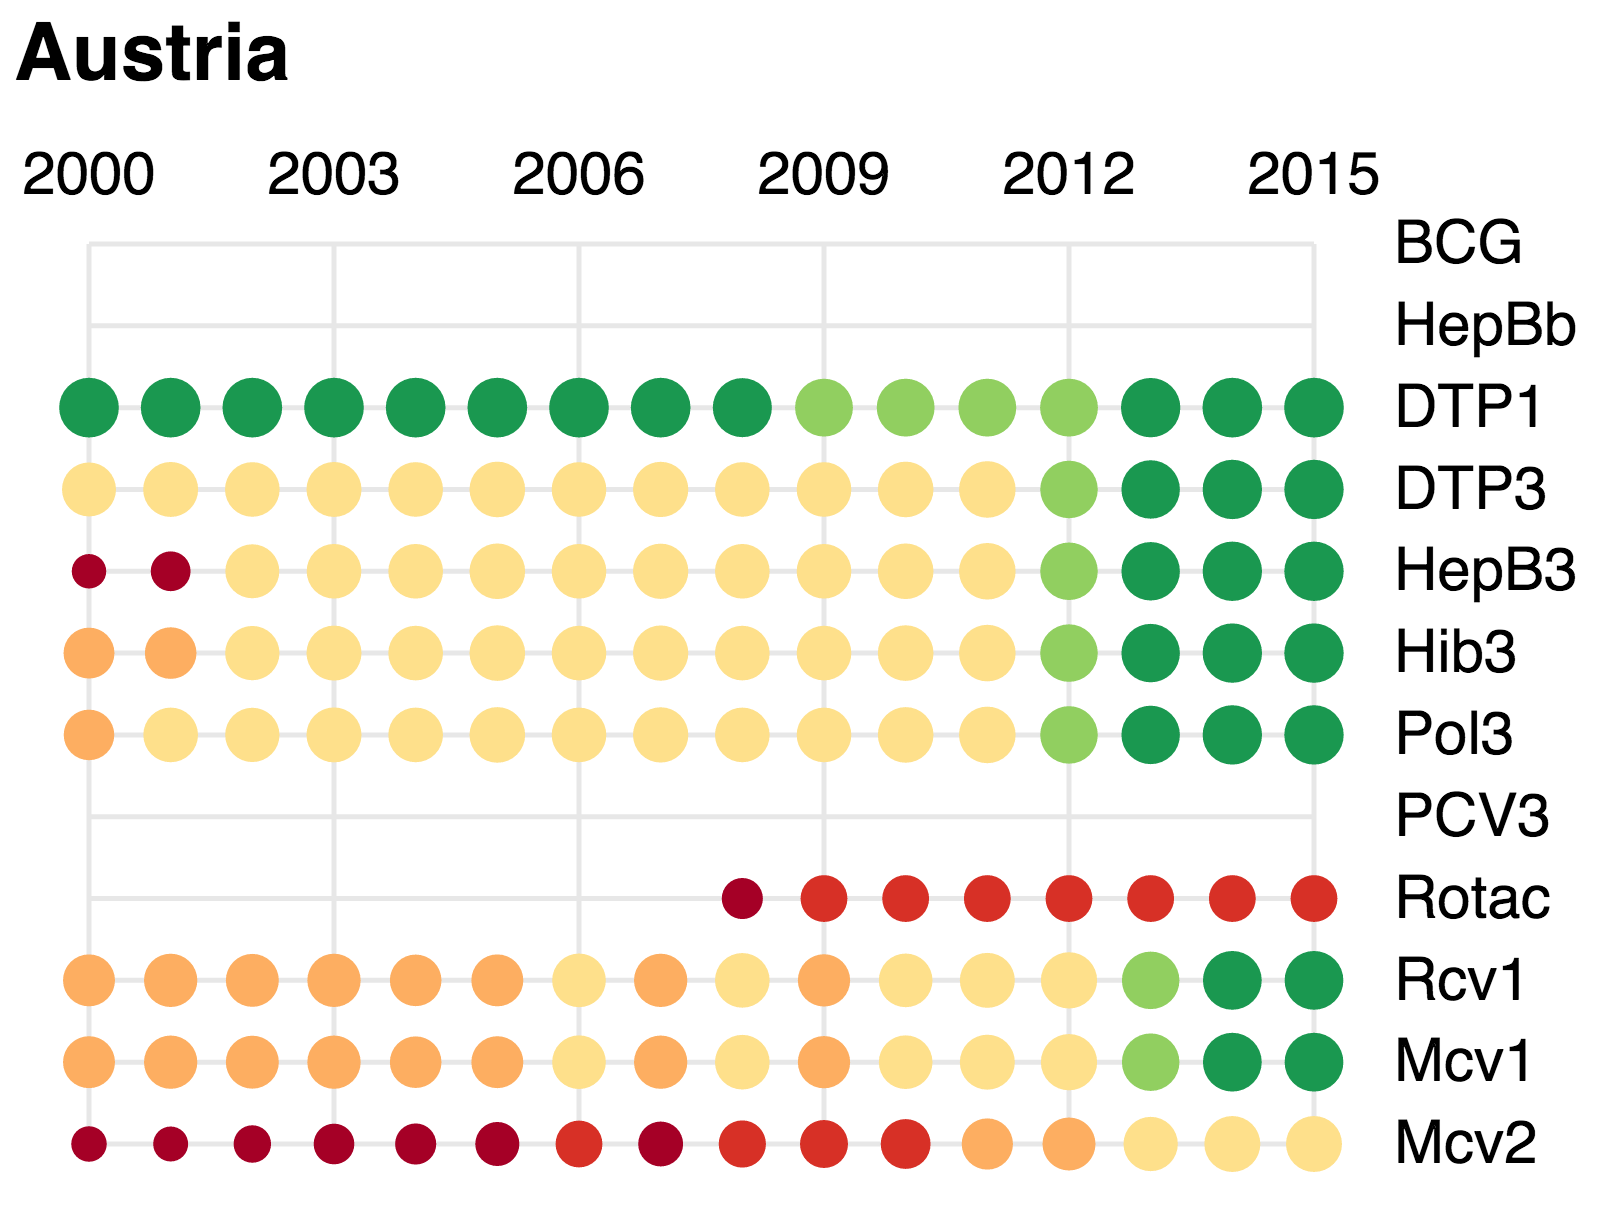 Austria
2000 2003 2006 2009 2012 2015
BCG
HepBb
DTP1
DTP3
HepB3
Hib3
Pol3
PCV3
Rotac
Rcv1
Mcv1
Mcv2